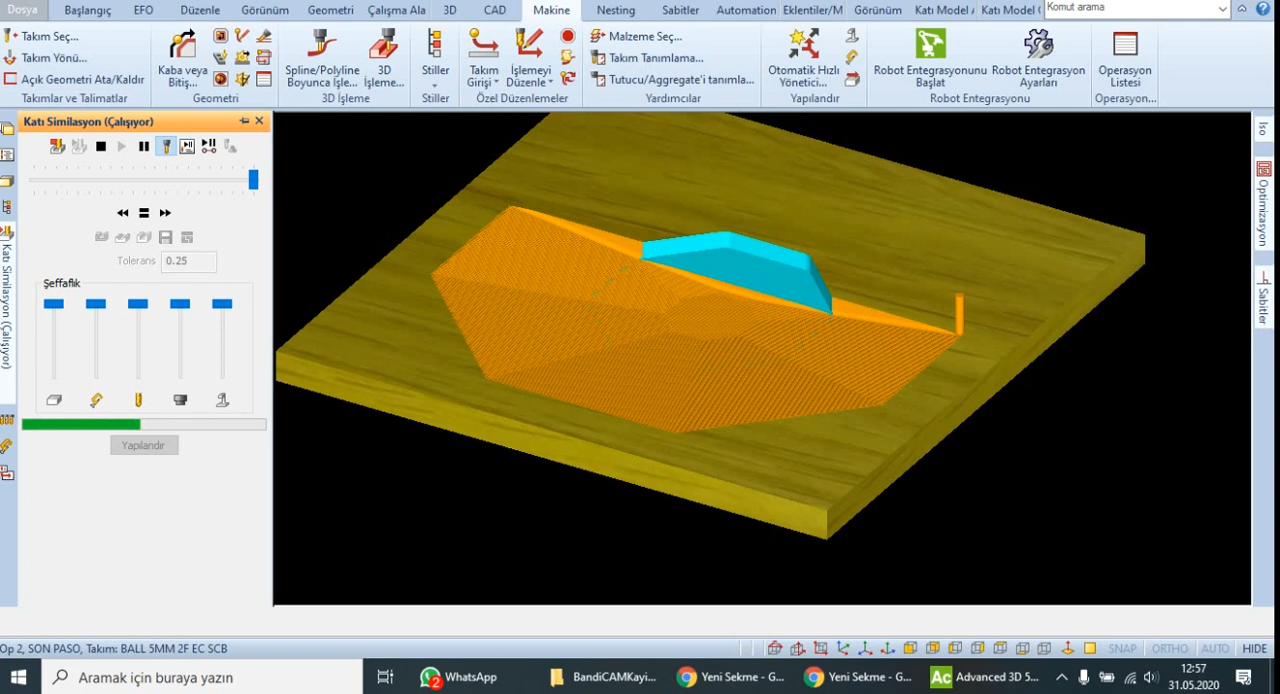 Dosya Başlangıç EFO Düzenle Görünüm Geometri Çalışma Ala 3D CAD Makine Nesting Sabitler Automation Eklentiler/M Görünüm Katı Model Katı Model Komut arama
Takım Seç...
Takım Yönü...
Açık Geometri Ata/Kaldır
Takımlar ve Talimatlar
Kaba veya
Bitiş...
Geometri
Spline/Polyline
Boyunca İşle...
3D
İşleme...
3D İşleme
Stiller
Stiller
Takım
Girişi
İşlemeyi
Düzenle
Özel Düzenlemeler
Malzeme Seç...
Takım Tanımlama...
Tutucu/Aggregate'i tanımla...
Yardımcılar
Otomatik Hızlı
Yönetici...
Yapılandır
Robot Entegrasyonunu
Başlat
Robot Entegrasyon
Ayarları
Robot Entegrasyonu
Operasyon
Listesi
Operasyon...
Katı Similasyon (Çalışıyor)
Tolerans 0.25
Şeffaflık
Yapılandır
Katı Similasyon (Çalışıyor)
Iso
Optimizasyon
Sabitler
Op 2, SON PASO, Takım: BALL 5MM 2F EC SCB
SNAP ORTHO AUTO HIDE
Aramak için buraya yazın
2
WhatsApp
BandiCAMKayi...
Yeni Sekme - G...
Yeni Sekme - G...
Ac
Advanced 3D 5...
12:57
31.05.2020